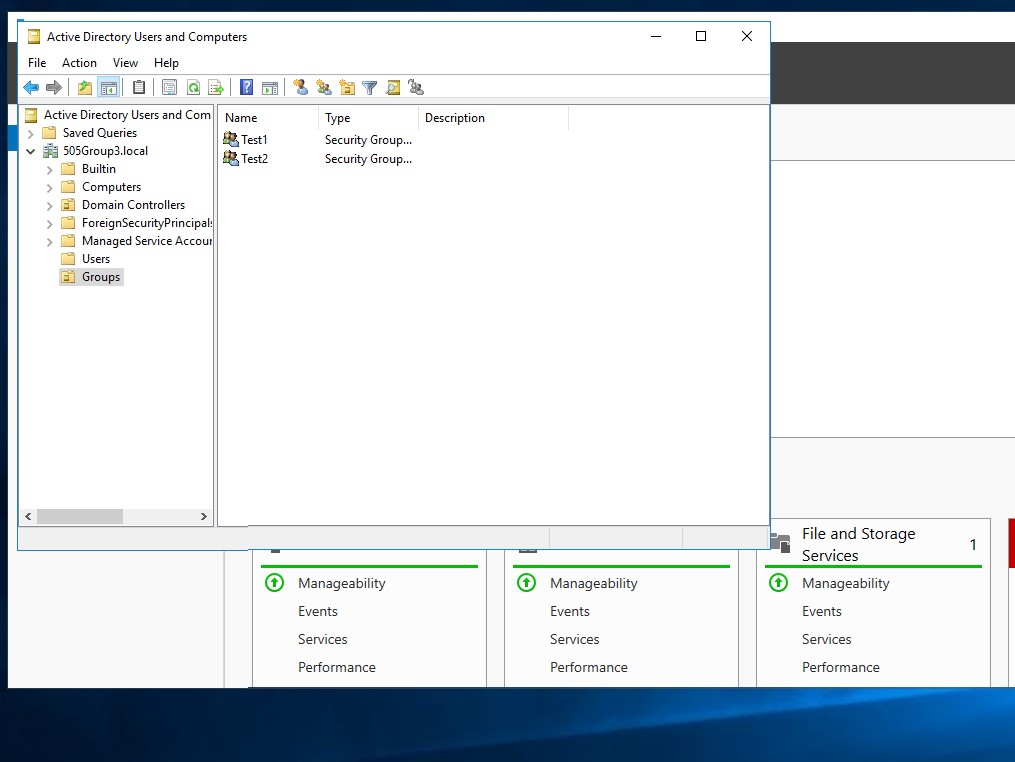 Active Directory Users and Computers
File Action View Help
Active Directory Users and Com
Saved Queries
505Group3.local
Builtin
Computers
Domain Controllers
ForeignSecurityPrincipals
Managed Service Accour
Users
Groups
Name Type Description
Test1 Security Group...
Test2 Security Group...
File and Storage Services 1
Manageability
Events
Services
Performance
Manageability
Events
Services
Performance
Manageability
Events
Services
Performance